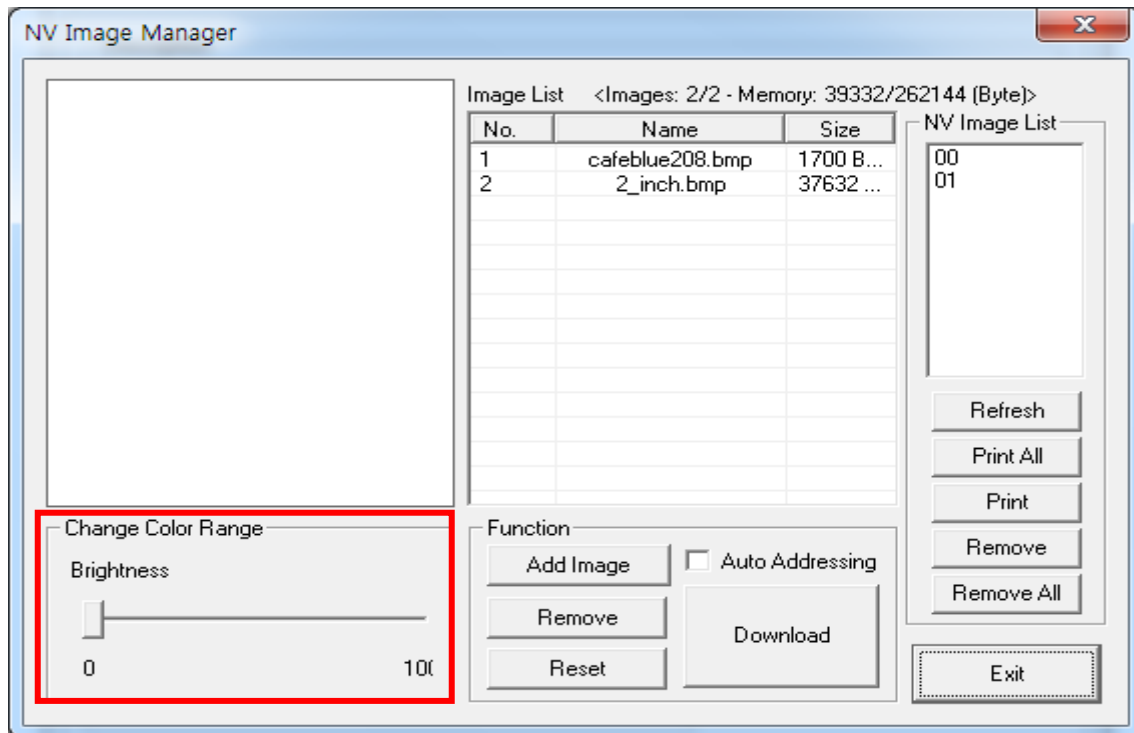 NV Image Manager
Image List <Images: 2/2 - Memory: 39332/262144 (Byte)>
No. Name Size
1 cafeblue208.bmp 1700 B...
2 2_inch.bmp 37632 ...
NV Image List
00
01
Refresh
Print All
Print
Remove
Remove All
Change Color Range
Brightness
0 100
Function
Add Image
Auto Addressing
Remove
Download
Reset
Exit